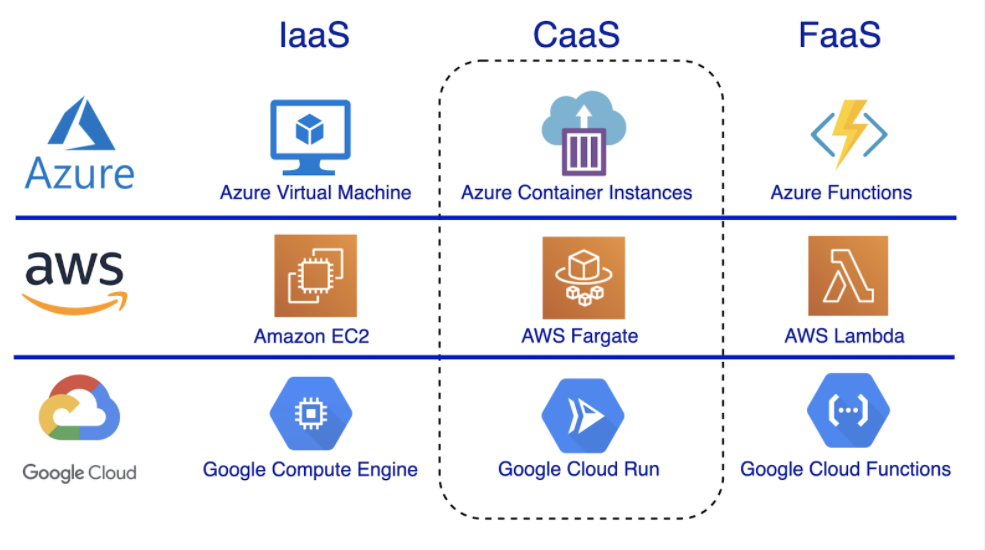 IaaS CaaS FaaS
Azure
Azure Virtual Machine Azure Container Instances Azure Functions
aws
Amazon EC2 AWS Fargate AWS Lambda
Google Cloud
Google Compute Engine Google Cloud Run Google Cloud Functions